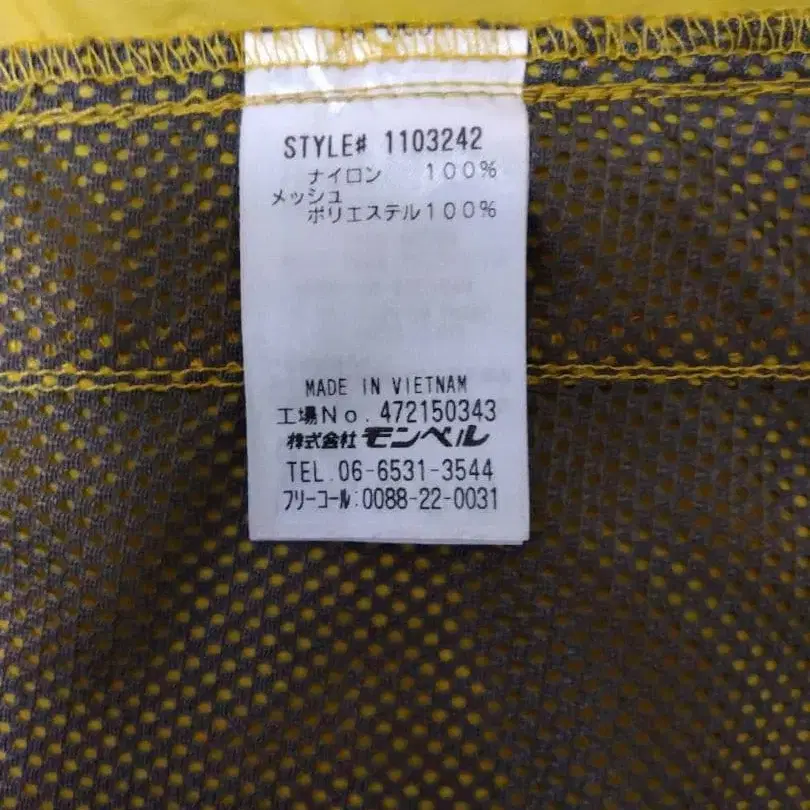 STYLE# 1103242
ナイロン 100%
メッシュ
ポリエステル100%
MADE IN VIETNAM
工場No.472150343
株式会社モンベル
TEL.06-6531-3544
フリーコール:0088-22-0031